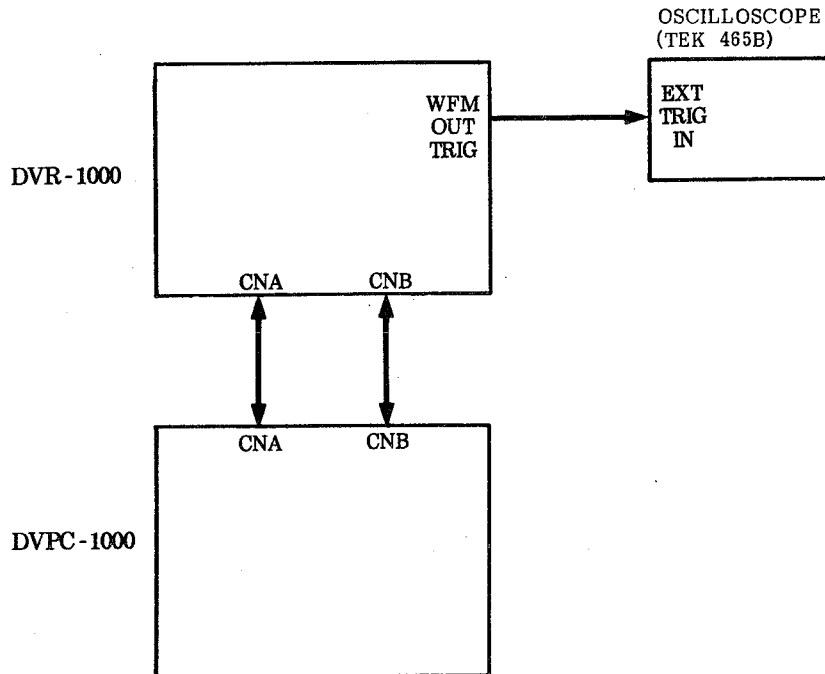 OSCILLOSCOPE
(TEK 465B)
WFM
OUT
TRIG
EXT
TRIG
IN
DVR-1000
CNA CNB
CNA CNB
DVPC-1000